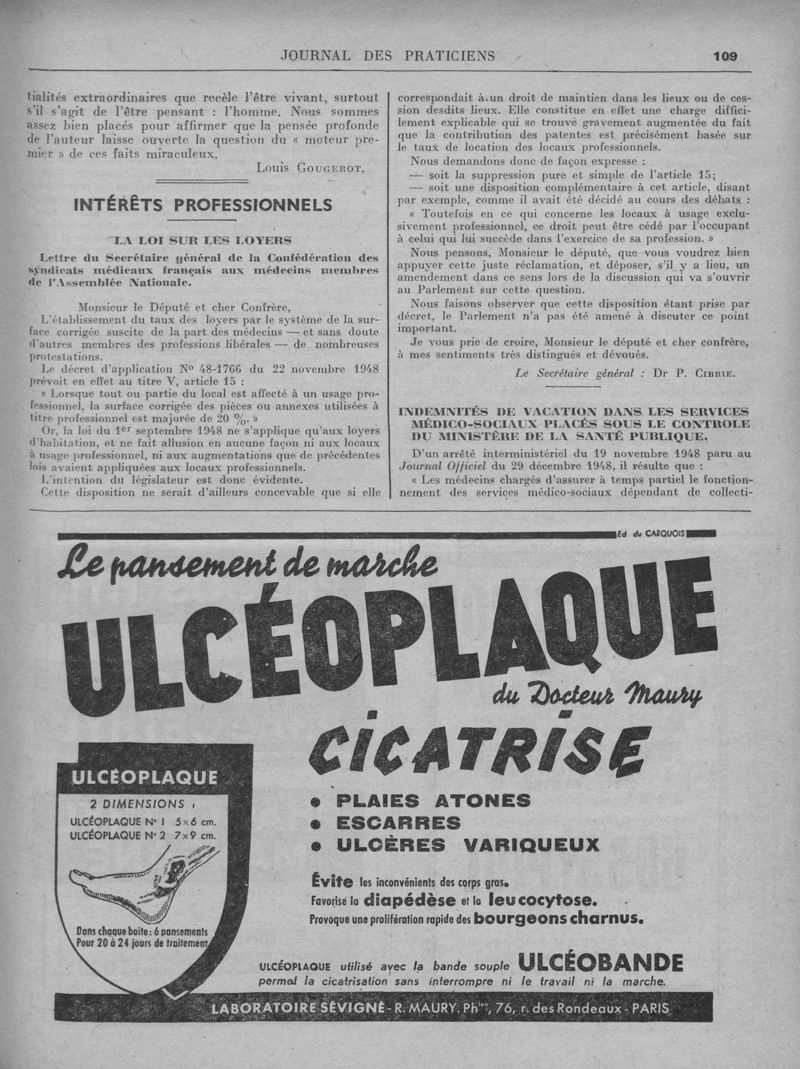 JOURNAL DES PRATICIENS 109
tialités extraordinaires que recèle l'être vivant, surtout
s'il s'agit de l'être pensant : l'homme. Nous sommes
assez bien placés pour affirmer que la pensée profonde
de l'auteur laisse ouverte la question du « moteur pre-
mier » de ces faits miraculeux.
Louis GOUGEROT.
INTÉRÊTS PROFESSIONNELS
LA LOI SUR LES LOYERS
Lettre du Secrétaire général de la Confédération des
syndicats médicaux français aux médecins membres
de l'Assemblée Nationale.
Monsieur le Député et cher Confrère,
L'établissement du taux des loyers par le système de la sur-
face corrigée suscite de la part des médecins — et sans doute
d'autres membres des professions libérales — de nombreuses
protestations.
Le décret d'application N° 48-1766 du 22 novembre 1948
prévoit en effet au titre V, article 15 :
« Lorsque tout ou partie du local est affecté à un usage pro-
fessionnel, la surface corrigée des pièces ou annexes utilisées à
titre professionnel est majorée de 20 %. »
Or, la loi du 1er septembre 1948 ne s'applique qu'aux loyers
d'habitation, et ne fait allusion en aucune façon ni aux locaux
à usage professionnel, ni aux augmentations que de précédentes
lois avaient appliquées aux locaux professionnels.
L'intention du législateur est donc évidente.
Cette disposition ne serait d'ailleurs concevable que si elle
correspondait à un droit de maintien dans les lieux ou de ces-
sion desdits lieux. Elle constitue en effet une charge diffici-
lement explicable qui se trouve gravement augmentée du fait
que la contribution des patentes est précisément basée sur
le taux de location des locaux professionnels.
Nous demandons donc de façon expresse :
— soit la suppression pure et simple de l'article 15;
— soit une disposition complémentaire à cet article, disant
par exemple, comme il avait été décidé au cours des débats :
« Toutefois en ce qui concerne les locaux à usage exclu-
sivement professionnel, ce droit peut être cédé par l'occupant
à celui qui lui succède dans l'exercice de sa profession. »
Nous pensons, Monsieur le député, que vous voudrez bien
appuyer cette juste réclamation, et déposer, s'il y a lieu, un
amendement dans ce sens lors de la discussion qui va s'ouvrir
au Parlement sur cette question.
Nous faisons observer que cette disposition étant prise par
décret, le Parlement n'a pas été amené à discuter ce point
important.
Je vous prie de croire, Monsieur le député et cher confrère,
à mes sentiments très distingués et dévoués.
Le Secrétaire général : Dr P. CIBRIE.
INDEMNITÉS DE VACATION DANS LES SERVICES
MÉDICO-SOCIAUX PLACÉS SOUS LE CONTROLE
DU MINISTÈRE DE LA SANTÉ PUBLIQUE.
D'un arrêté interministériel du 19 novembre 1948 paru au
Journal Officiel du 29 décembre 1948, il résulte que :
« Les médecins chargés d'assurer à temps partiel le fonction-
nement des services médico-sociaux dépendant de collecti-
Ed du CARQUOIS
Le pansement de marche
ULCÉOPLAQUE
du Docteur Maury
CICATRISE
• PLAIES ATONES
• ESCARRES
• ULCÈRES VARIQUEUX
Évite les inconvénients des corps gras.
Favorise la diapédèse et la leucocytose.
Provoque une prolifération rapide des bourgeons charnus.
ULCÉOPLAQUE
2 DIMENSIONS :
ULCÉOPLAQUE N° 1 5x6 cm.
ULCÉOPLAQUE N° 2 7x9 cm.
Dans chaque boite : 6 pansements
Pour 20 à 24 jours de traitement
ULCÉOPLAQUE utilisé avec la bande souple ULCÉOBANDE
permet la cicatrisation sans interrompre ni le travail ni la marche.
LABORATOIRE SÉVIGNÉ - R. MAURY. Phien, 76, r. des Rondeaux - PARIS